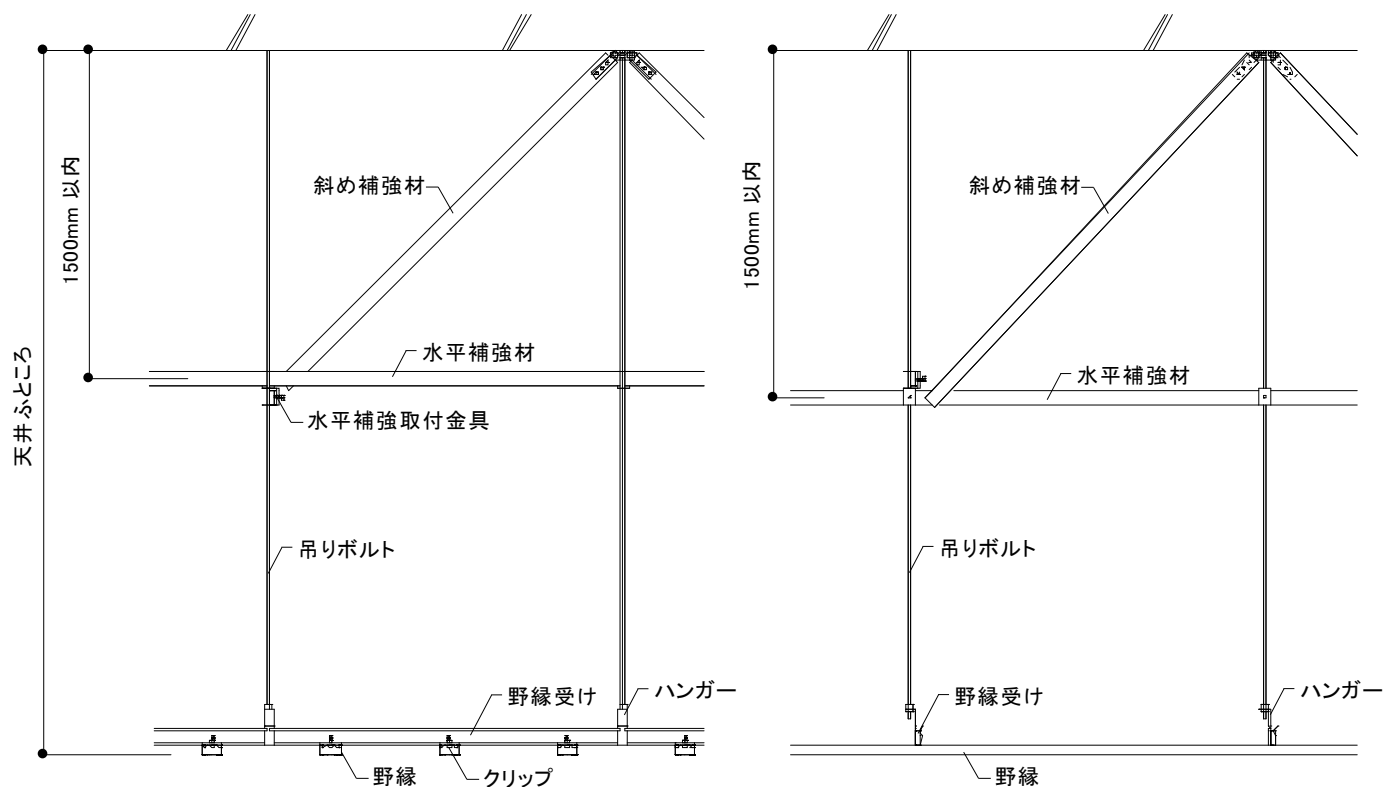 斜め補強材
1500mm 以内
水平補強材
天井ふところ
水平補強取付金具
吊りボルト
野縁受け
ハンガー
野縁
クリップ
斜め補強材
1500mm 以内
水平補強材
吊りボルト
野縁受け
ハンガー
野縁